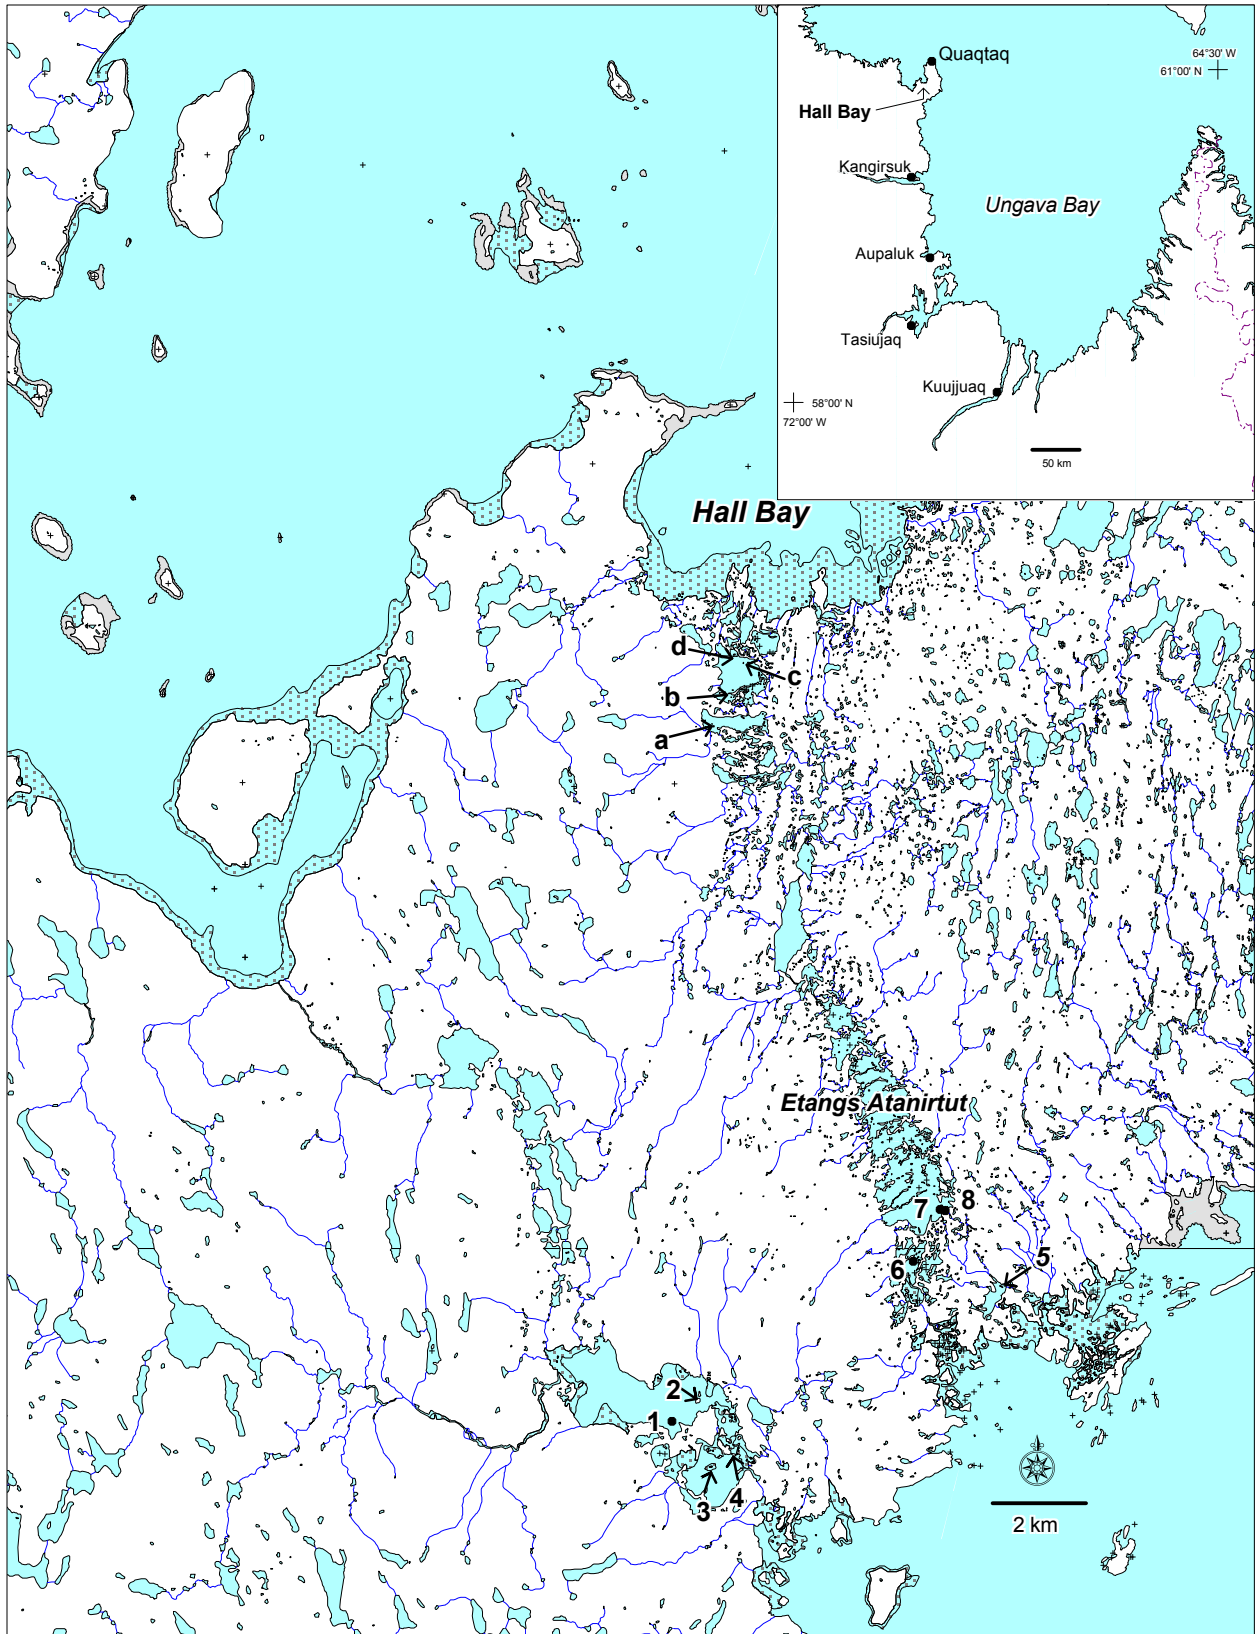 Quaqtaq
64°30' W
61°00' N
Hall Bay
Kangirsuk
Ungava Bay
Aupaluk
Tasiujaq
Kuujjuaq
58°00' N
72°00' W
50 km
Hall Bay
d
c
b
a
Etangs Atanirtut
7
8
6
5
2
1
3
4
2 km